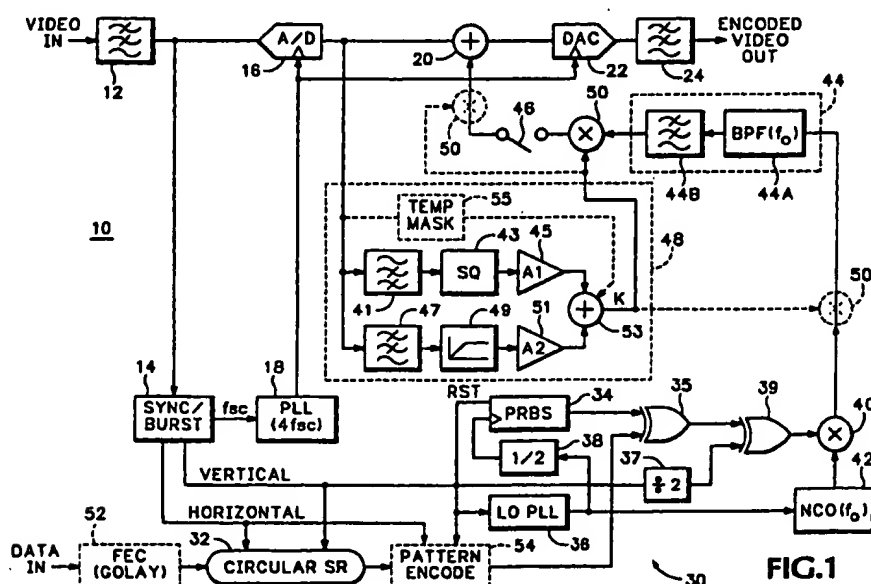 VIDEO IN
12
A/D
16
20
DAC
22
24
ENCODED VIDEO OUT
50
46
50
44
BPF(fo)
44B
44A
10
TEMP MASK
55
48
43
45
41
SQ
A1
K
53
50
47
49
51
A2
14
SYNC/BURST
fsc
18
PLL (4fsc)
RST
PRBS
34
35
39
40
1/2
38
37
÷2
VERTICAL
HORIZONTAL
LO PLL
36
42
NCO(fo)
DATA IN
52
FEC (GOLAY)
32
CIRCULAR SR
PATTERN ENCODE
54
30
FIG.1